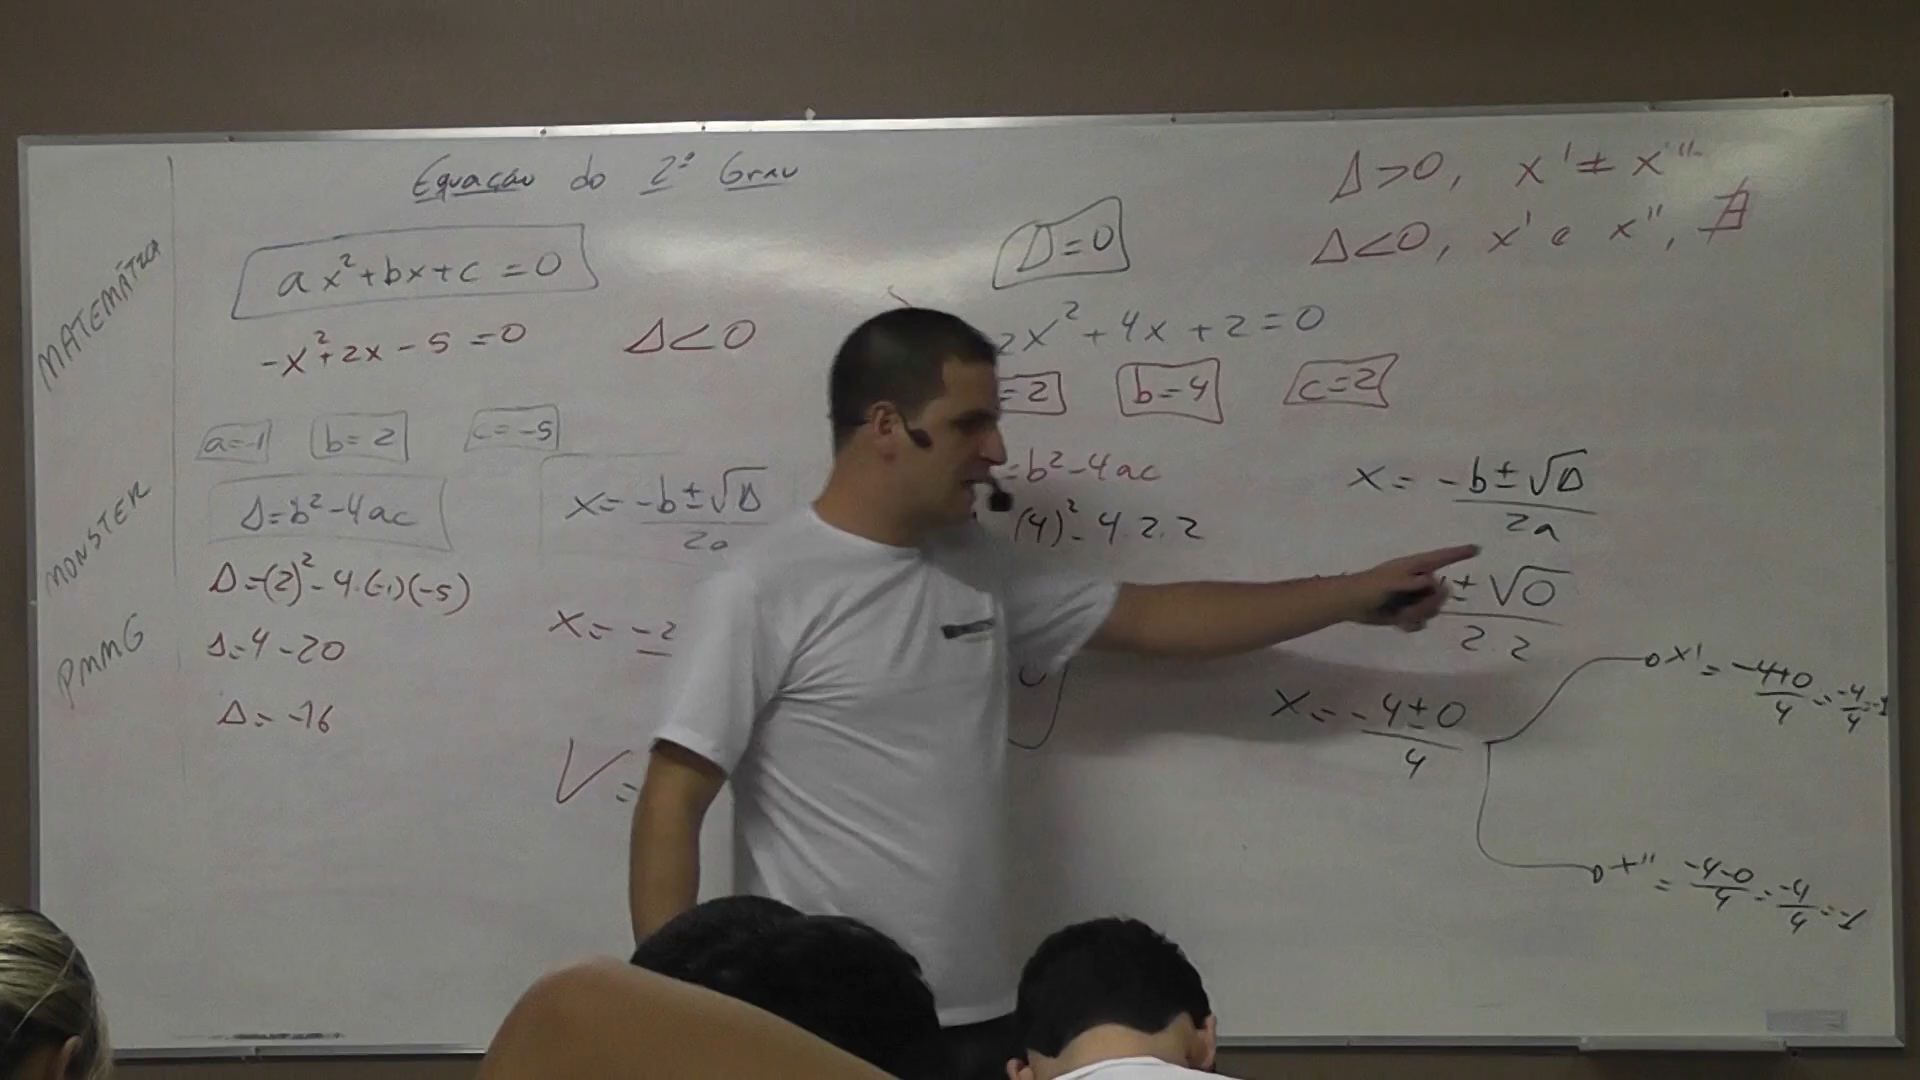 MATEMÁTICA
MONSTER
PMMG
Equação do 2º Grau
ax²+bx+c=0
-x²+2x-5=0
Δ<0
a=-1 b=2 c=-5
Δ=b²-4ac
Δ=(2)²-4.(-1)(-5)
Δ=4-20
Δ=-16
x=-b±√Δ
2a
x=-2
V=
Δ=0
2x²+4x+2=0
=2 b=4 c=2
=b²-4ac
(4)²-4.2.2
Δ>0, x'≠x"
Δ<0, x' e x", ∄
x=-b±√Δ
2a
±√0
2.2
x=-4±0
4
x'=-4+0/4=-4/4=-1
x"=-4-0/4=-4/4=-1